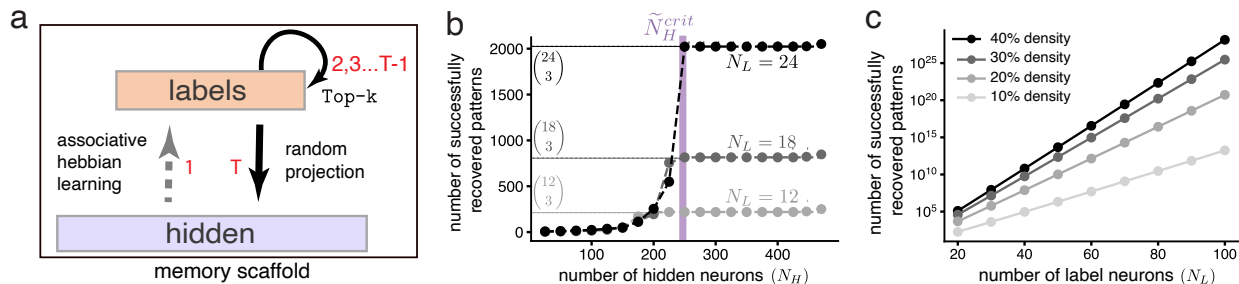 a
labels
2,3...T-1
Top-k
associative
hebbian
learning
1
T
random
projection
hidden
memory scaffold
b
number of successfully
recovered patterns
2000
1750
1500
1250
1000
750
500
250
0
(24 3)
(18 3)
(12 3)
Ñ_H^crit
N_L = 24
N_L = 18
N_L = 12
100
200
300
400
number of hidden neurons (N_H)
c
number of successfully
recovered patterns
10^25
10^20
10^15
10^10
10^5
40% density
30% density
20% density
10% density
20
40
60
80
100
number of label neurons (N_L)